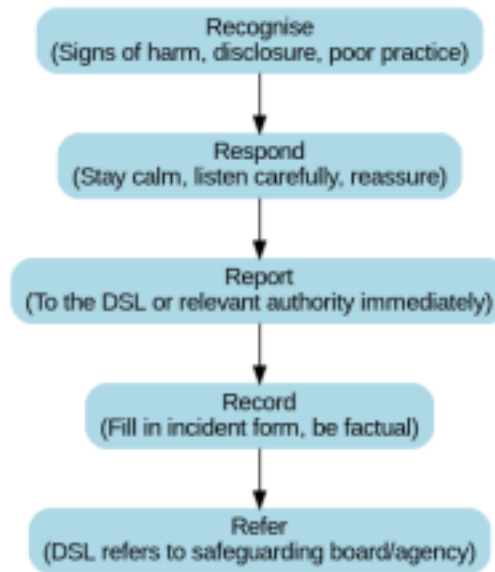 Recognise
(Signs of harm, disclosure, poor practice)
Respond
(Stay calm, listen carefully, reassure)
Report
(To the DSL or relevant authority immediately)
Record
(Fill in incident form, be factual)
Refer
(DSL refers to safeguarding board/agency)